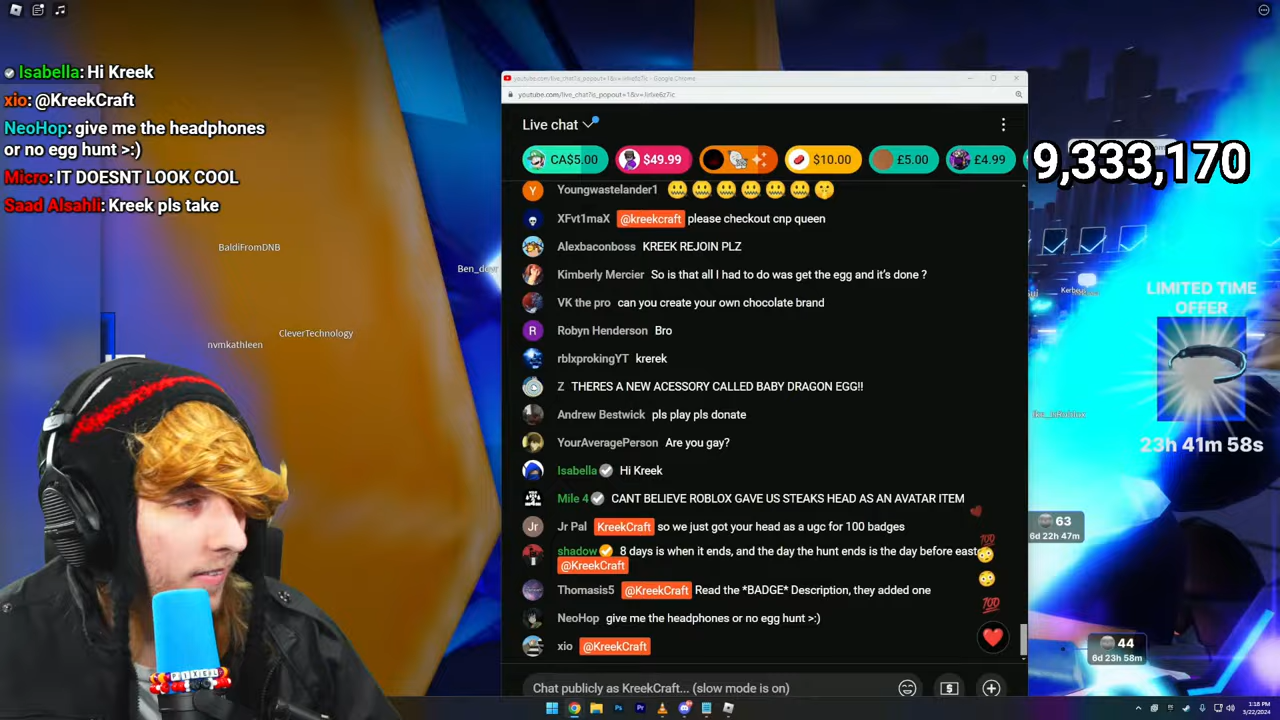 Isabella: Hi Kreek
xio: @KreekCraft
NeoHop: give me the headphones
or no egg hunt >:)
Micro: IT DOESNT LOOK COOL
Saad Alsahli: Kreek pls take
BaldiFromDNB
CleverTechnology
nvmkathleen
Live chat
CA$5.00
$49.99
$10.00
£5.00
£4.99
Youngwastelander1
XFvt1maX @kreekcraft please checkout cnp queen
Alexbaconboss KREEK REJOIN PLZ
Kimberly Mercier So is that all I had to do was get the egg and it's done ?
VK the pro can you create your own chocolate brand
Robyn Henderson Bro
rblxprokingYT krerek
Z THERES A NEW ACESSORY CALLED BABY DRAGON EGG!!
Andrew Bestwick pls play pls donate
YourAveragePerson Are you gay?
Isabella Hi Kreek
Mile 4 CANT BELIEVE ROBLOX GAVE US STEAKS HEAD AS AN AVATAR ITEM
Jr Pal KreekCraft so we just got your head as a ugc for 100 badges
shadow 8 days is when it ends, and the day the hunt ends is the day before east
@KreekCraft
Thomasis5 @KreekCraft Read the *BADGE* Description, they added one
NeoHop give me the headphones or no egg hunt >:)
xio @KreekCraft
Chat publicly as KreekCraft... (slow mode is on)
9,333,170
LIMITED TIME
OFFER
23h 41m 58s
63
6d 22h 47m
44
6d 23h 58m
PIXEL
1:18 PM
3/22/2024